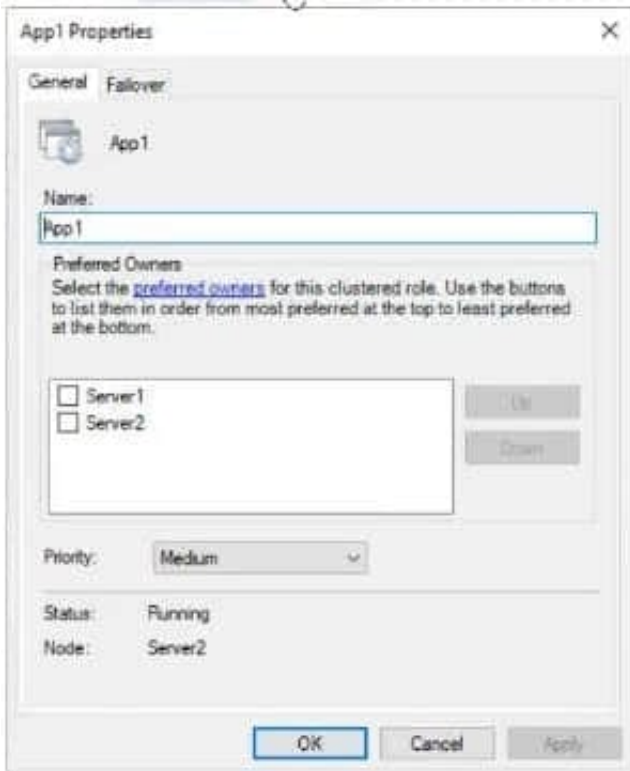 App1 Properties
General Failover
App1
Name:
App1
Preferred Owners
Select the preferred owners for this clustered role. Use the buttons
to list them in order from most preferred at the top to least preferred
at the bottom.
Server1
Up
Server2
Down
Priority: Medium
Status: Running
Node: Server2
OK Cancel Apply